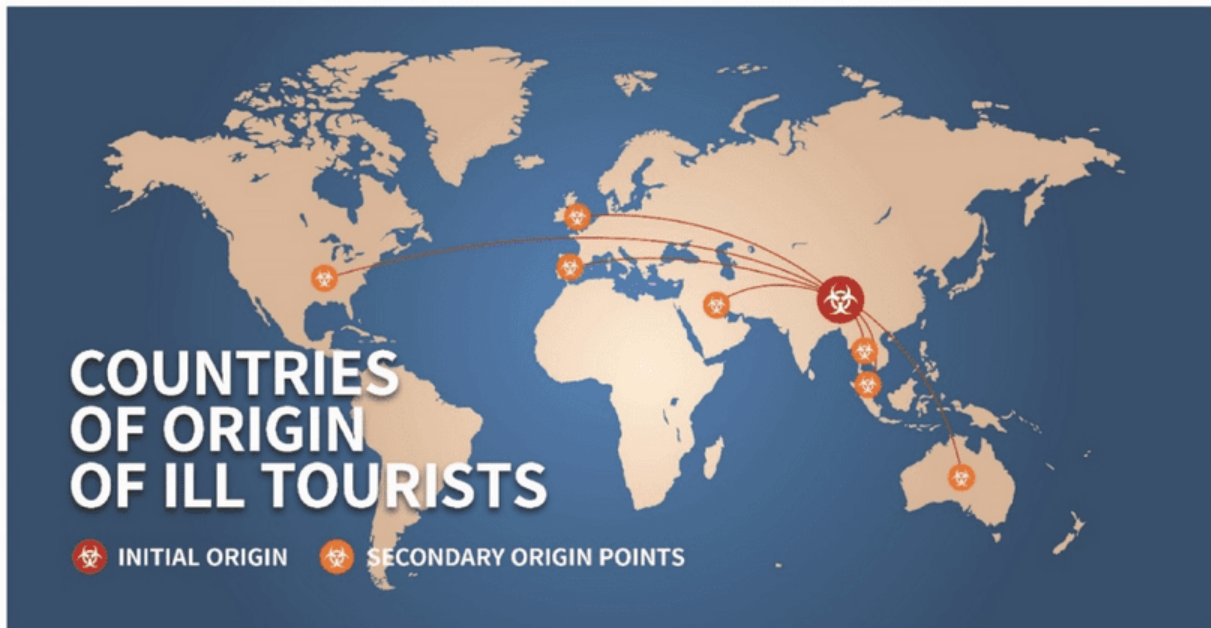 COUNTRIES
OF ORIGIN
OF ILL TOURISTS
INITIAL ORIGIN
SECONDARY ORIGIN POINTS